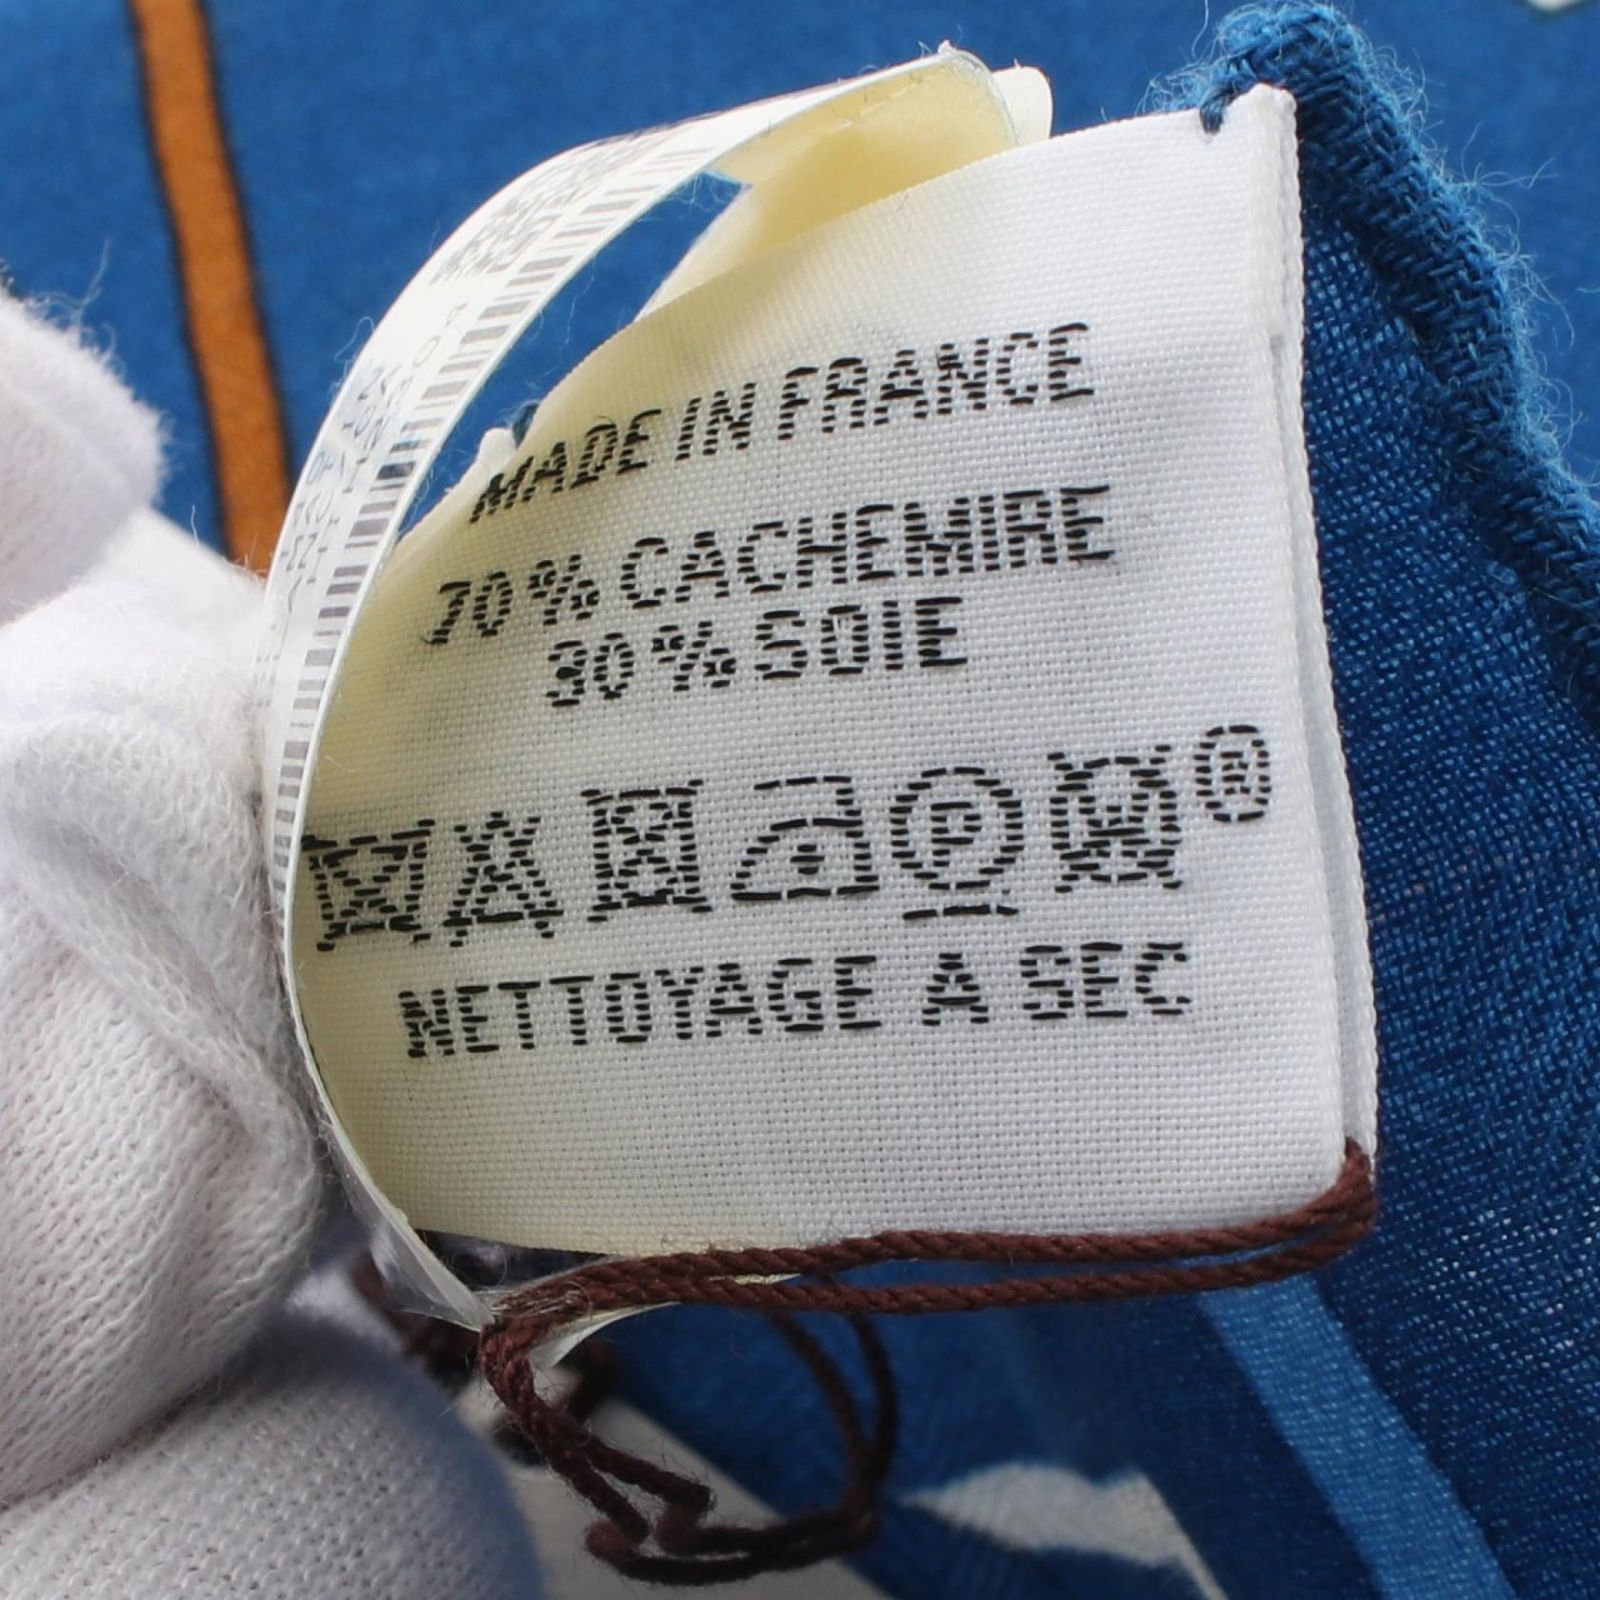 MADE IN FRANCE
70% CACHEMIRE
30% SOIE
P
®
NETTOYAGE A SEC